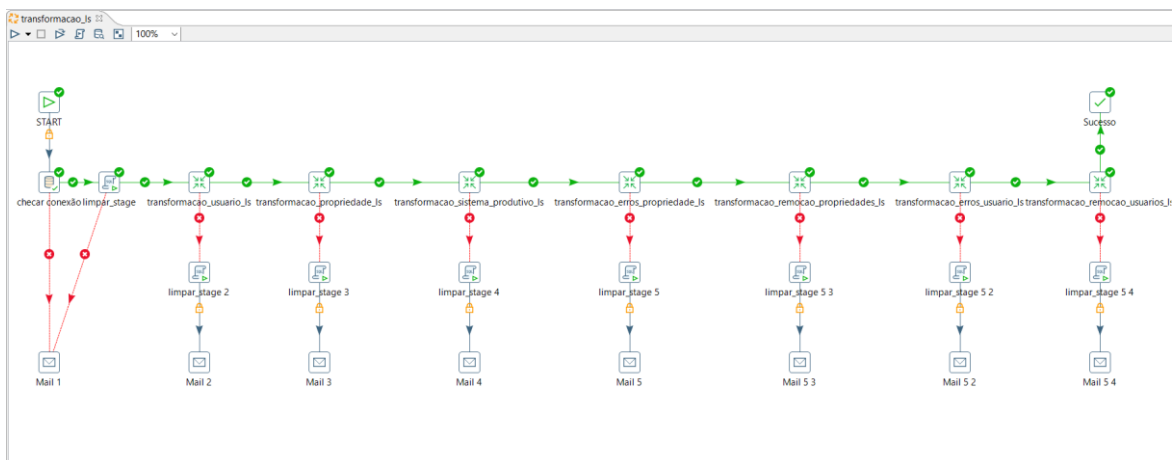 transformacao_ls
100%
START
Sucesso
checar conexão limpar_stage transformacao_usuario_ls transformacao_propriedade_ls transformacao_sistema_produtivo_ls transformacao_erros_propriedade_ls transformacao_remocao_propriedades_ls transformacao_erros_usuario_ls transformacao_remocao_usuarios_ls
limpar_stage 2 limpar_stage 3 limpar_stage 4 limpar_stage 5 limpar_stage 5 3 limpar_stage 5 2 limpar_stage 5 4
Mail 1 Mail 2 Mail 3 Mail 4 Mail 5 Mail 5 3 Mail 5 2 Mail 5 4